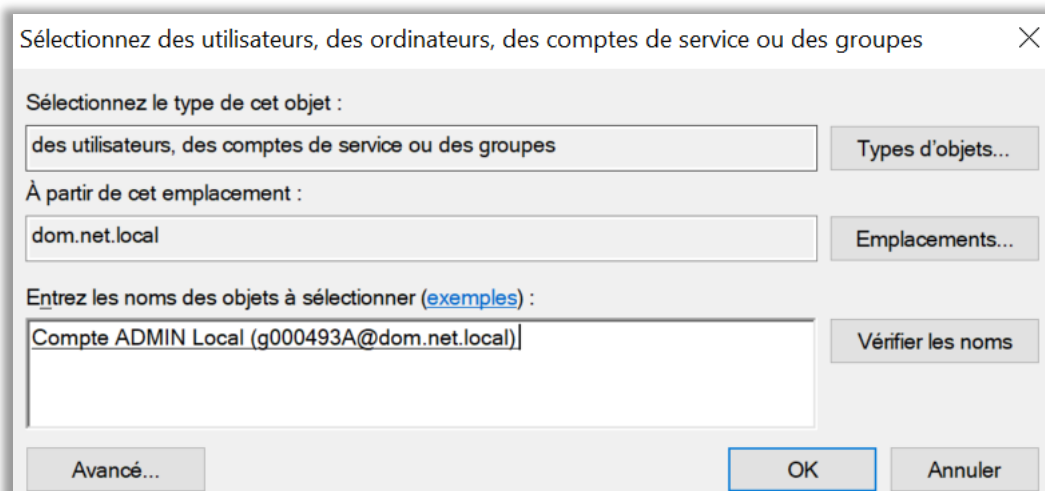 Sélectionnez des utilisateurs, des ordinateurs, des comptes de service ou des groupes
Sélectionnez le type de cet objet :
des utilisateurs, des comptes de service ou des groupes
Types d'objets...
À partir de cet emplacement :
dom.net.local
Emplacements...
Entrez les noms des objets à sélectionner (exemples) :
Compte ADMIN Local (g000493A@dom.net.local)
Vérifier les noms
Avancé...
OK
Annuler